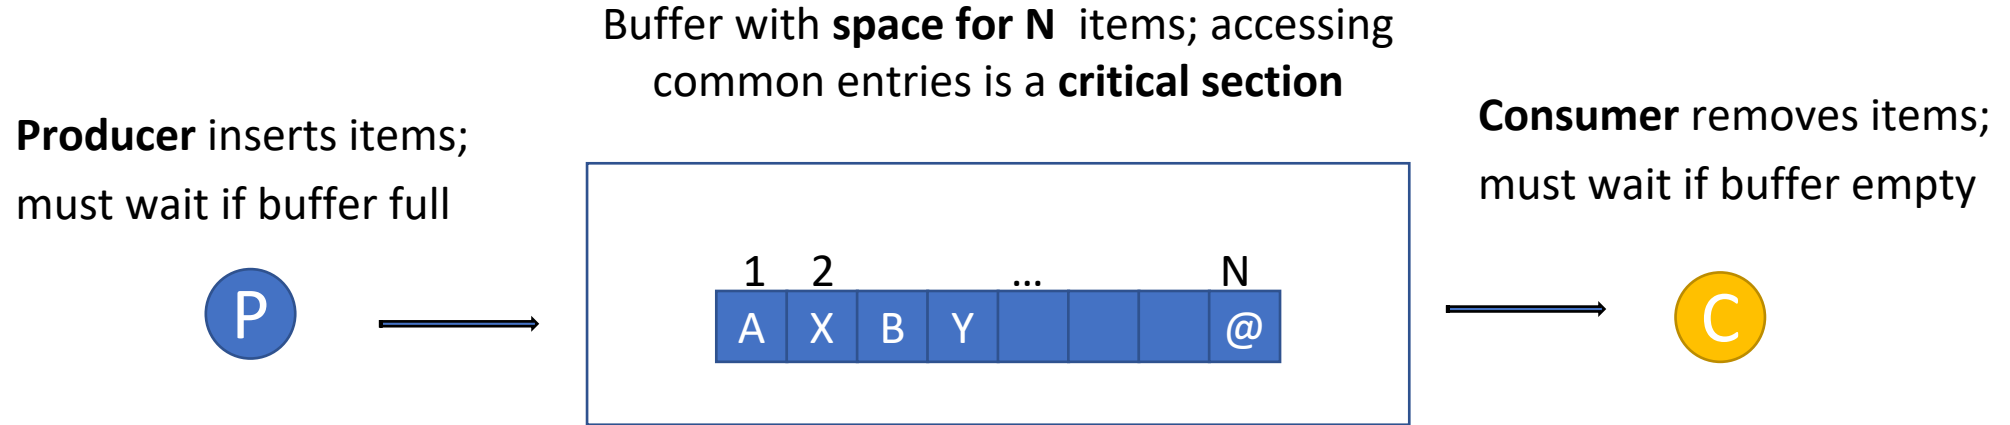 Buffer with space for N items; accessing
common entries is a critical section
Producer inserts items;
must wait if buffer full
Consumer removes items;
must wait if buffer empty
1 2 ... N
P
A X B Y @
C